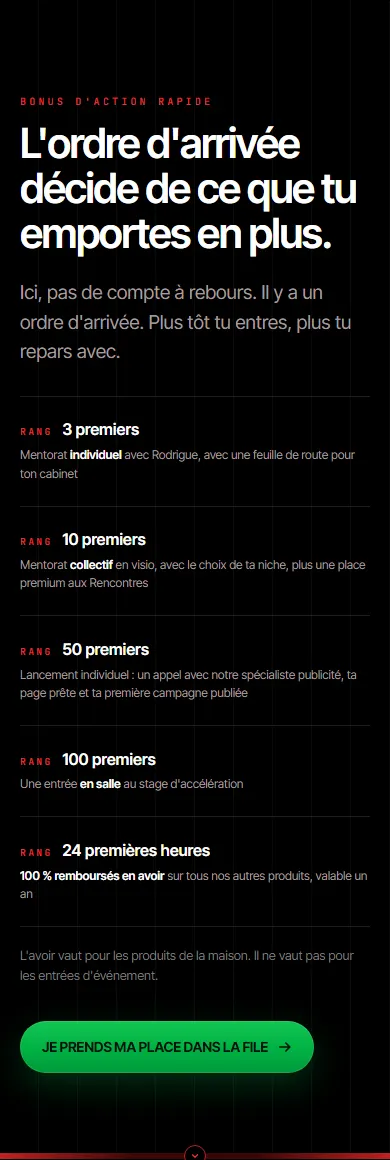 BONUS D'ACTION RAPIDE
L'ordre d'arrivée
décide de ce que tu
emportes en plus.
Ici, pas de compte à rebours. Il y a un
ordre d'arrivée. Plus tôt tu entres, plus tu
repars avec.
RANG 3 premiers
Mentorat individuel avec Rodrigue, avec une feuille de route pour
ton cabinet
RANG 10 premiers
Mentorat collectif en visio, avec le choix de ta niche, plus une place
premium aux Rencontres
RANG 50 premiers
Lancement individuel : un appel avec notre spécialiste publicité, ta
page prête et ta première campagne publiée
RANG 100 premiers
Une entrée en salle au stage d'accélération
RANG 24 premières heures
100 % remboursés en avoir sur tous nos autres produits, valable un
an
L'avoir vaut pour les produits de la maison. Il ne vaut pas pour
les entrées d'événement.
JE PRENDS MA PLACE DANS LA FILE →